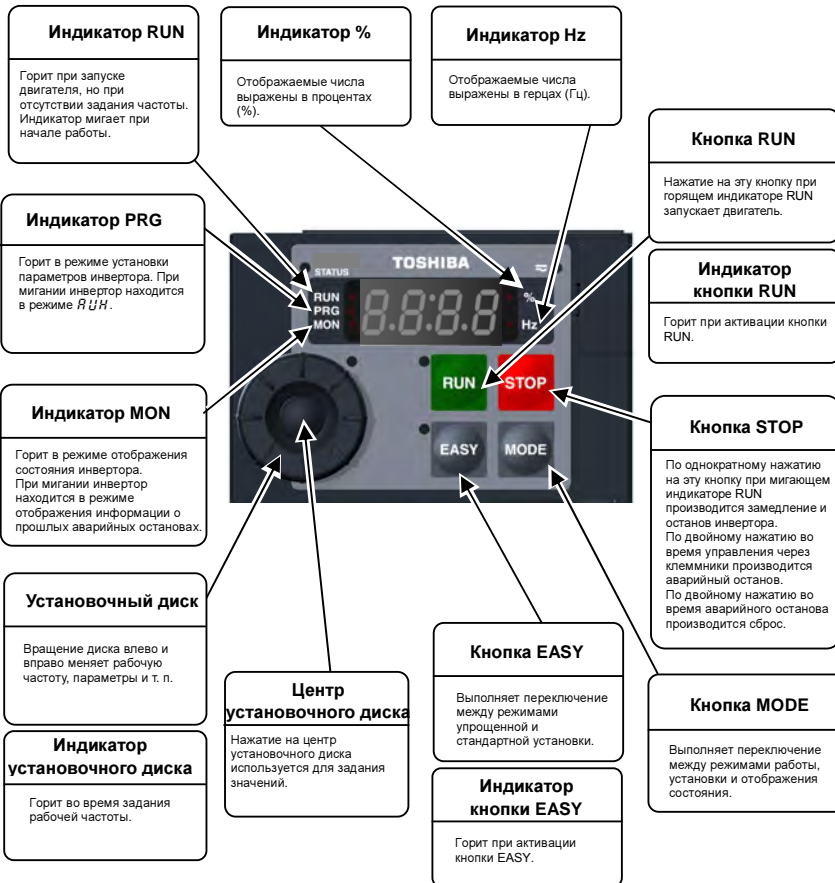 Индикатор RUN
Горит при запуске
двигателя, но при
отсутствии задания частоты.
Индикатор мигает при
начале работы.
Индикатор %
Отображаемые числа
выражены в процентах
(%).
Индикатор Hz
Отображаемые числа
выражены в герцах (Гц).
Кнопка RUN
Нажатие на эту кнопку при
горящем индикаторе RUN
запускает двигатель.
Индикатор
кнопки RUN
Горит при активации кнопки
RUN.
Индикатор PRG
Горит в режиме установки
параметров инвертора. При
мигании инвертор находится
в режиме AUH.
STATUS
TOSHIBA
RUN
PRG
MON
8.8:8.8
%
Hz
RUN
STOP
EASY
MODE
Индикатор MON
Горит в режиме отображения
состояния инвертора.
При мигании инвертор
находится в режиме
отображения информации о
прошлых аварийных остановах.
Кнопка STOP
По однократному нажатию
на эту кнопку при мигающем
индикаторе RUN
производится замедление и
останов инвертора.
По двойному нажатию во
время управления через
клеммники производится
аварийный останов.
По двойному нажатию во
время аварийного останова
производится сброс.
Установочный диск
Вращение диска влево и
вправо меняет рабочую
частоту, параметры и т. п.
Индикатор
установочного диска
Горит во время задания
рабочей частоты.
Центр
установочного диска
Нажатие на центр
установочного диска
используется для задания
значений.
Кнопка EASY
Выполняет переключение
между режимами
упрощенной и
стандартной установки.
Индикатор
кнопки EASY
Горит при активации
кнопки EASY.
Кнопка MODE
Выполняет переключение
между режимами работы,
установки и отображения
состояния.